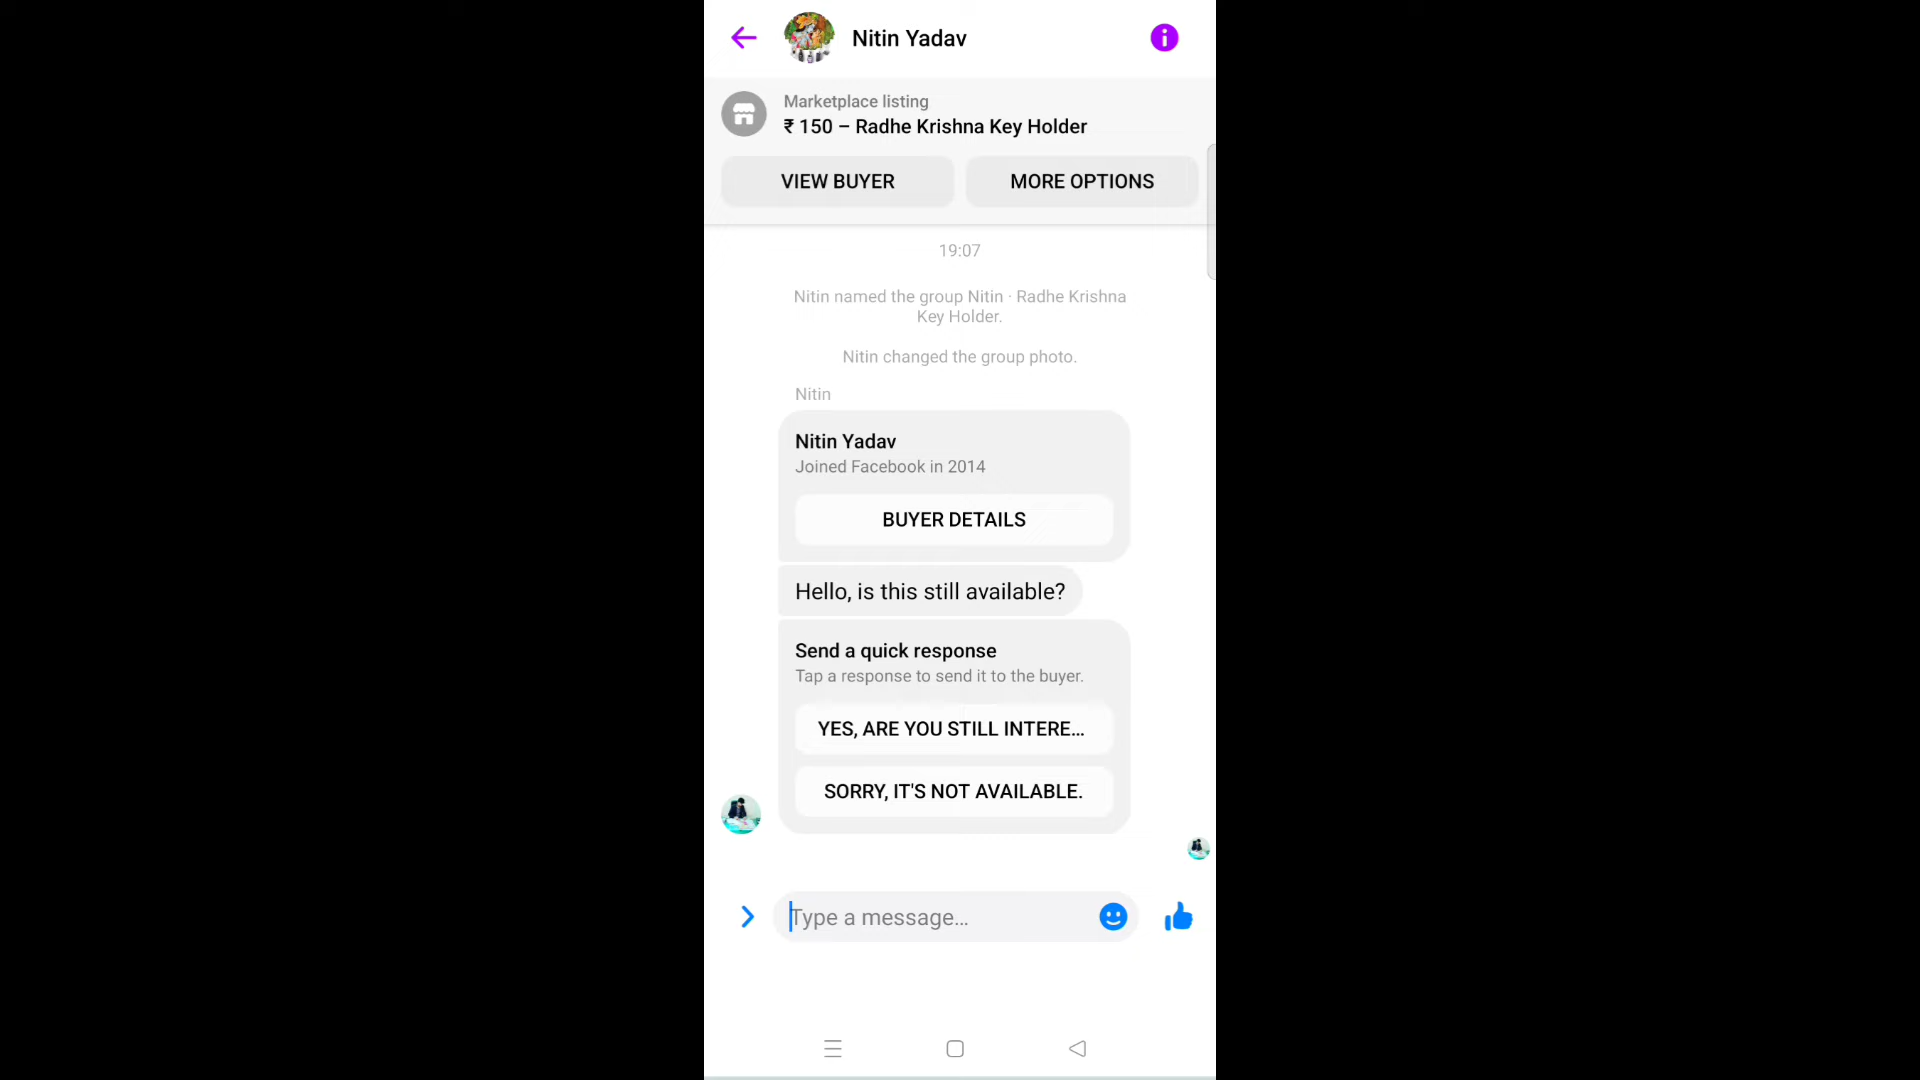 Nitin Yadav
Marketplace listing
₹ 150 – Radhe Krishna Key Holder
VIEW BUYER
MORE OPTIONS
19:07
Nitin named the group Nitin · Radhe Krishna
Key Holder.
Nitin changed the group photo.
Nitin
Nitin Yadav
Joined Facebook in 2014
BUYER DETAILS
Hello, is this still available?
Send a quick response
Tap a response to send it to the buyer.
YES, ARE YOU STILL INTERE...
SORRY, IT'S NOT AVAILABLE.
Type a message...